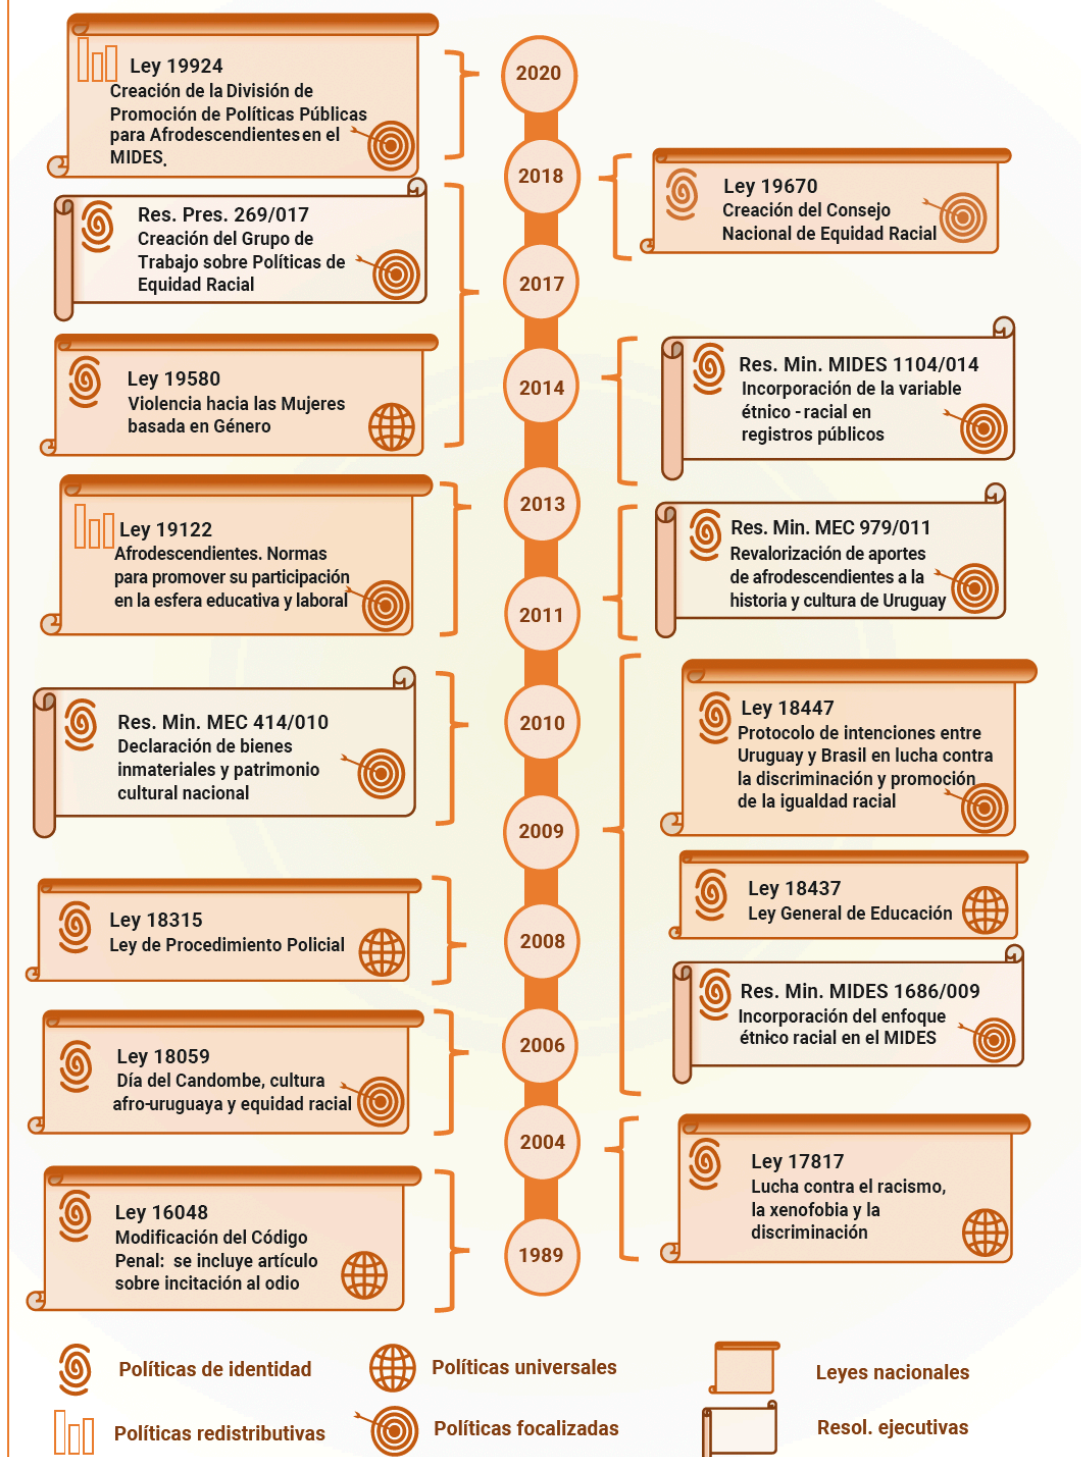 2020
Ley 19924
Creación de la División de
Promoción de Políticas Públicas
para Afrodescendientes en el
MIDES.
2018
Ley 19670
Creación del Consejo
Nacional de Equidad Racial
2017
Res. Pres. 269/017
Creación del Grupo de
Trabajo sobre Políticas de
Equidad Racial
Ley 19580
Violencia hacia las Mujeres
basada en Género
2014
Res. Min. MIDES 1104/014
Incorporación de la variable
étnico - racial en
registros públicos
2013
Ley 19122
Afrodescendientes. Normas
para promover su participación
en la esfera educativa y laboral
2011
Res. Min. MEC 979/011
Revalorización de aportes
de afrodescendientes a la
historia y cultura de Uruguay
2010
Res. Min. MEC 414/010
Declaración de bienes
inmateriales y patrimonio
cultural nacional
2009
Ley 18447
Protocolo de intenciones entre
Uruguay y Brasil en lucha contra
la discriminación y promoción
de la igualdad racial
Ley 18437
Ley General de Educación
Res. Min. MIDES 1686/009
Incorporación del enfoque
étnico racial en el MIDES
2008
Ley 18315
Ley de Procedimiento Policial
2006
Ley 18059
Día del Candombe, cultura
afro-uruguaya y equidad racial
2004
Ley 17817
Lucha contra el racismo,
la xenofobia y la
discriminación
1989
Ley 16048
Modificación del Código
Penal: se incluye artículo
sobre incitación al odio
Políticas de identidad
Políticas universales
Leyes nacionales
Políticas redistributivas
Políticas focalizadas
Resol. ejecutivas